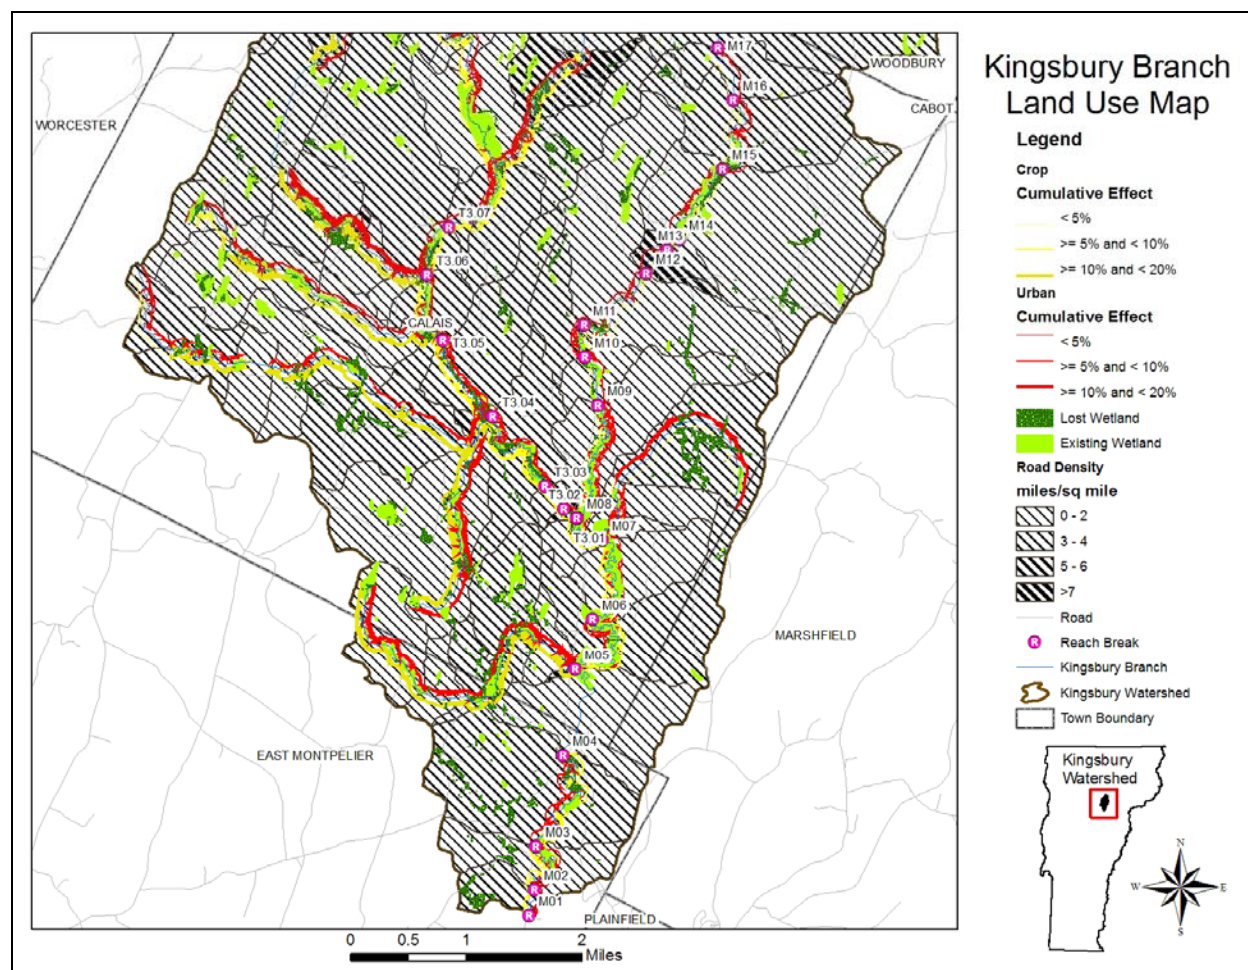 M17
WOODBURY
M16
CABOT
WORCESTER
M15
T3.07
M14
M13
M12
T3.06
M11
CALAIS
M10
T3.05
M09
T3.04
T3.03
T3.02
M08
M07
T3.01
M06
MARSHFIELD
M05
M04
EAST MONTPELIER
M03
M02
M01
PLAINFIELD
0 0.5 1 2
Miles
Kingsbury Branch
Land Use Map
Legend
Crop
Cumulative Effect
< 5%
>= 5% and < 10%
>= 10% and < 20%
Urban
Cumulative Effect
< 5%
>= 5% and < 10%
>= 10% and < 20%
Lost Wetland
Existing Wetland
Road Density
miles/sq mile
0 - 2
3 - 4
5 - 6
>7
Road
R Reach Break
Kingsbury Branch
Kingsbury Watershed
Town Boundary
Kingsbury
Watershed
N
W E
S